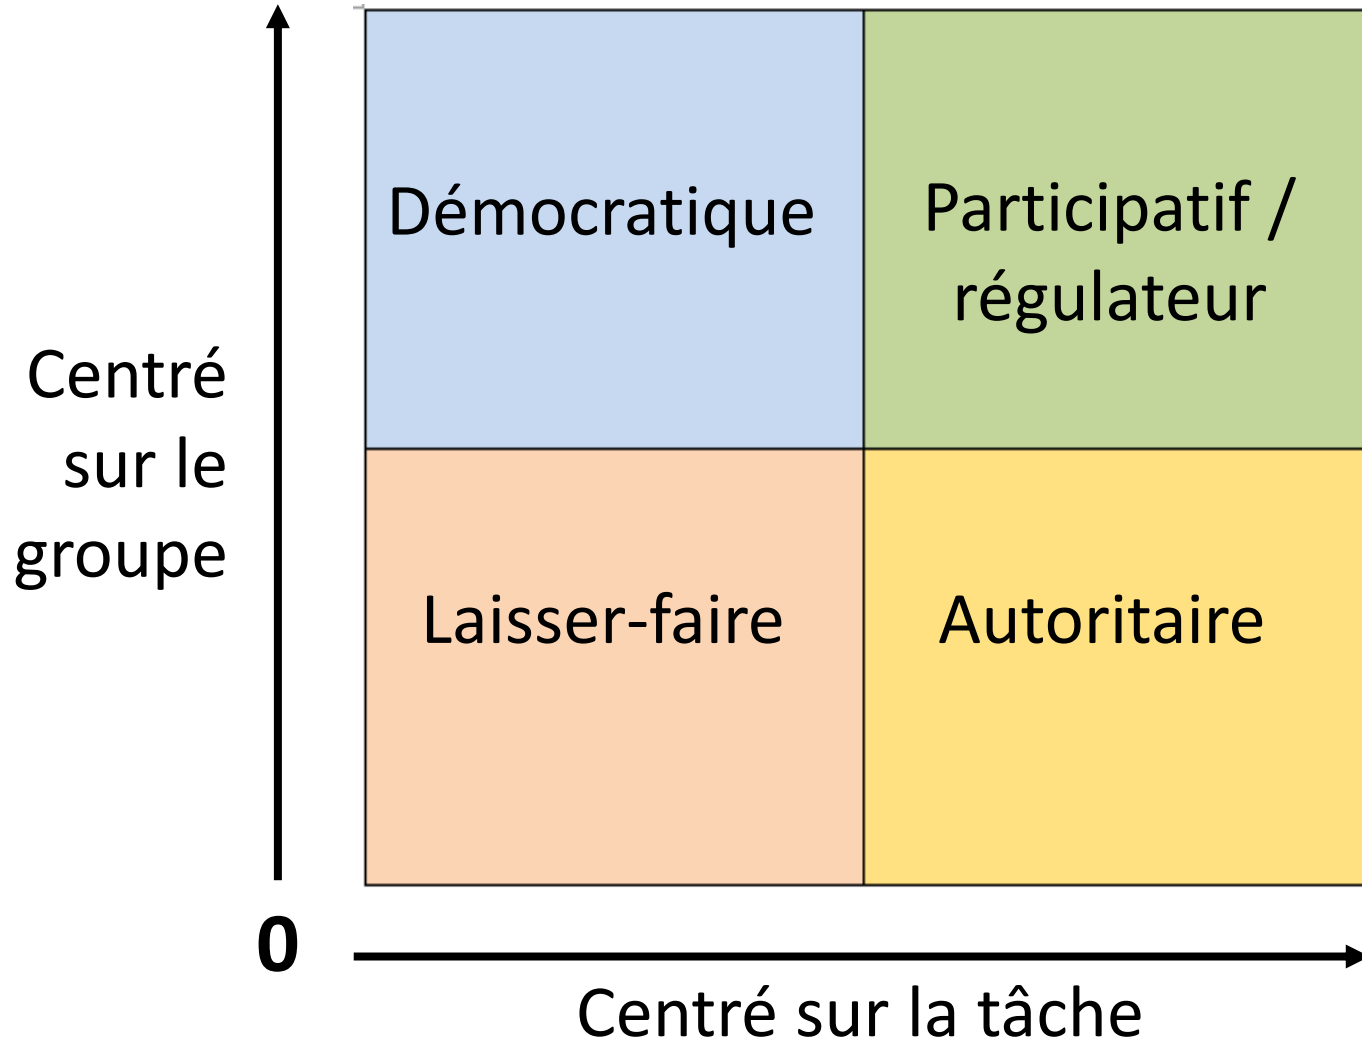 Démocratique
Participatif /
régulateur
Centré
sur le
groupe
Laisser-faire
Autoritaire
0
Centré sur la tâche